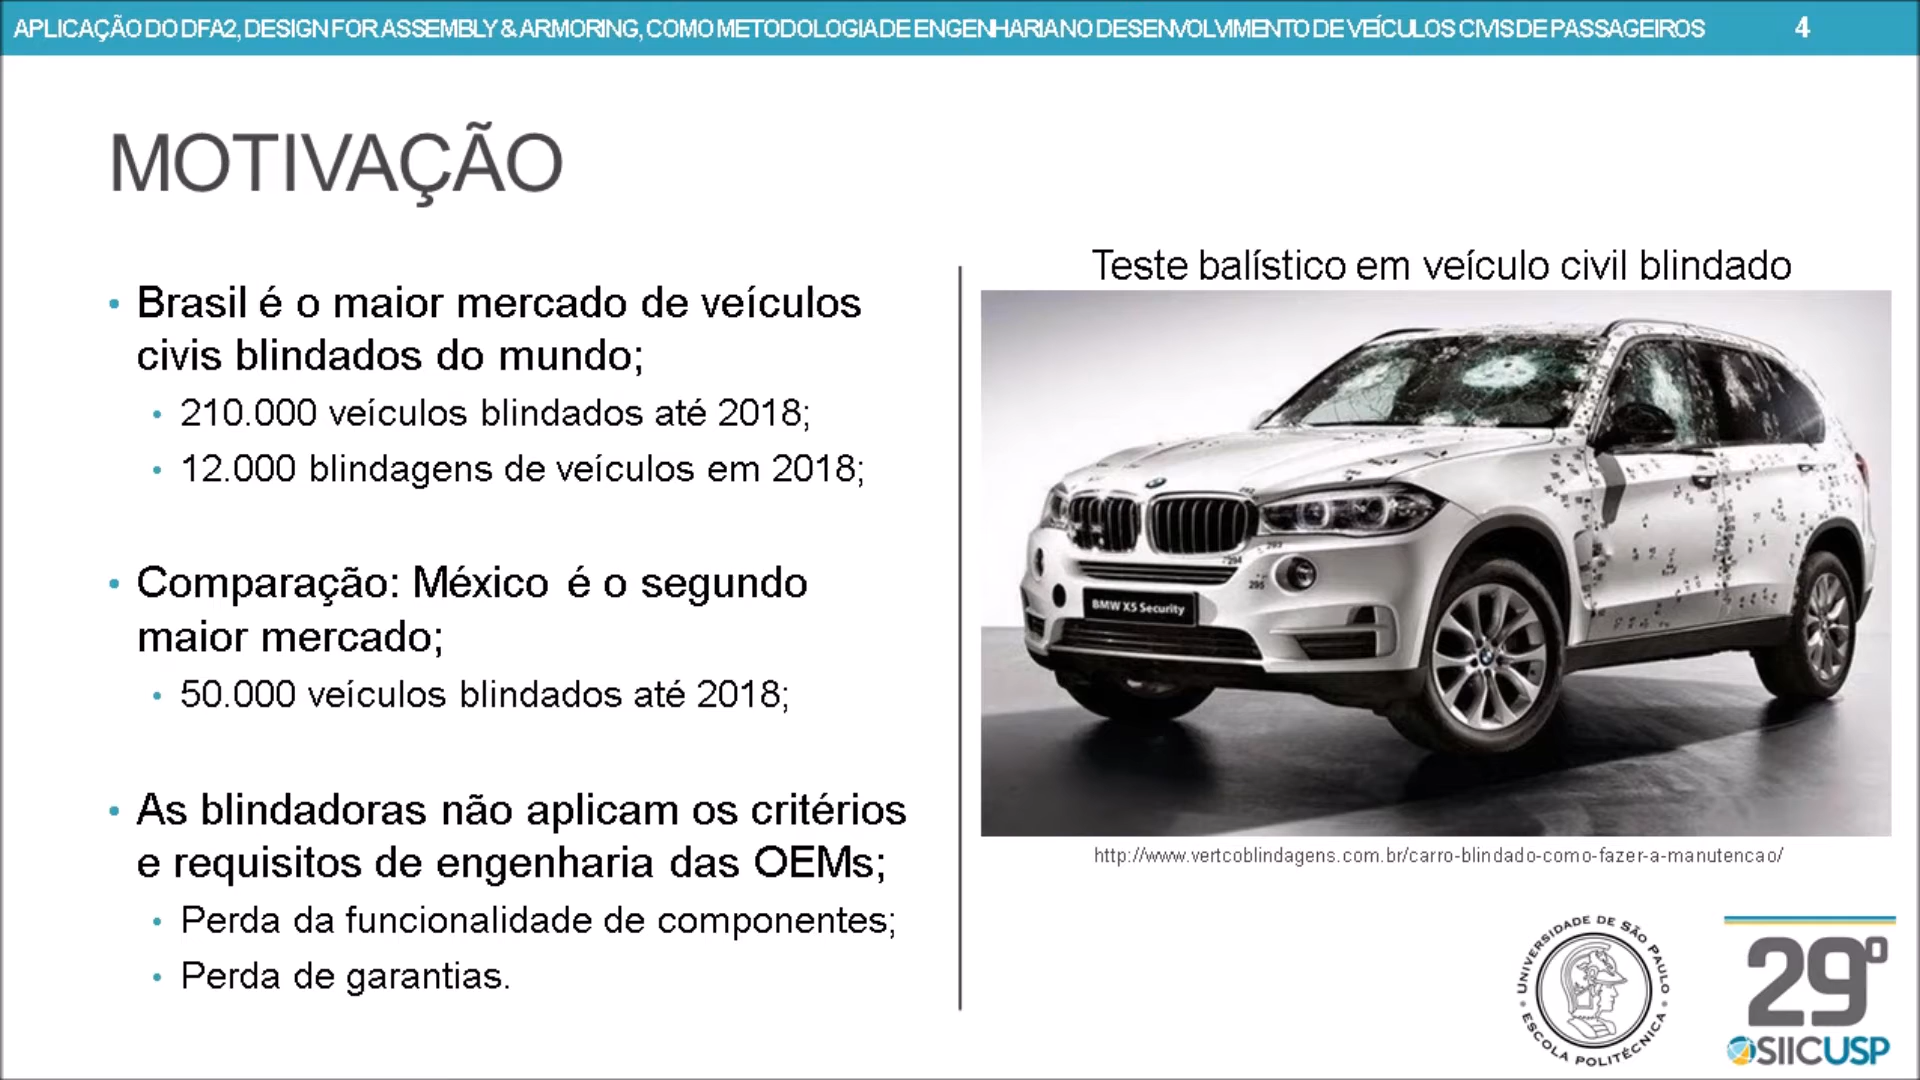 APLICAÇÃO DO DFA2, DESIGN FOR ASSEMBLY & ARMORING, COMO METODOLOGIA DE ENGENHARIA NO DESENVOLVIMENTO DE VEÍCULOS CIVIS DE PASSAGEIROS 4
MOTIVAÇÃO
• Brasil é o maior mercado de veículos
civis blindados do mundo;
• 210.000 veículos blindados até 2018;
• 12.000 blindagens de veículos em 2018;
• Comparação: México é o segundo
maior mercado;
• 50.000 veículos blindados até 2018;
• As blindadoras não aplicam os critérios
e requisitos de engenharia das OEMs;
• Perda da funcionalidade de componentes;
• Perda de garantias.
Teste balístico em veículo civil blindado
292
293
294
295
BMW X5 Security
http://www.vertcoblindagens.com.br/carro-blindado-como-fazer-a-manutencao/
UNIVERSIDADE DE SÃO PAULO
ESCOLA POLITÉCNICA
29º
SIICUSP